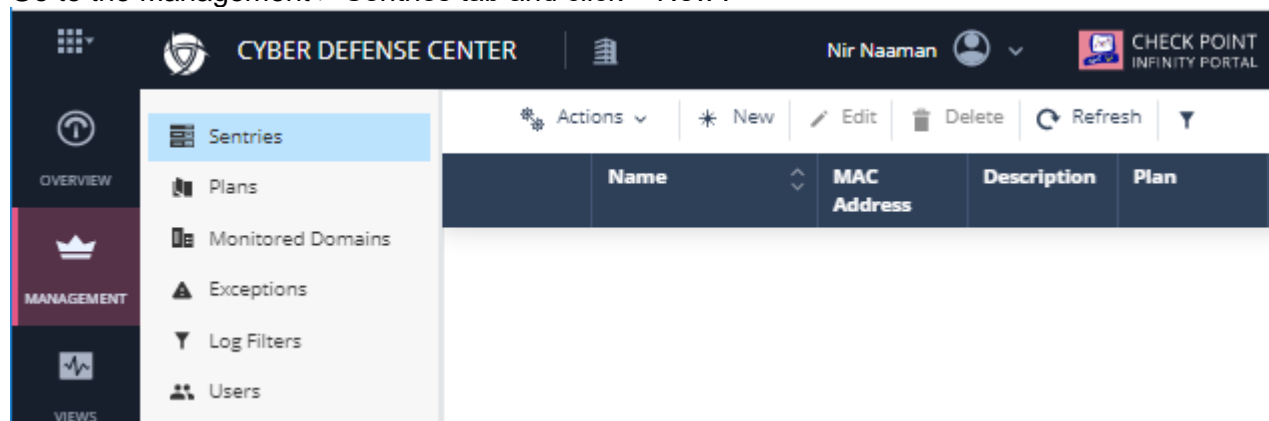 CYBER DEFENSE CENTER
Nir Naaman
CHECK POINT
INFINITY PORTAL
OVERVIEW
MANAGEMENT
VIEWS
Sentries
Plans
Monitored Domains
Exceptions
Log Filters
Users
Actions
New
Edit
Delete
Refresh
Name
MAC
Address
Description
Plan